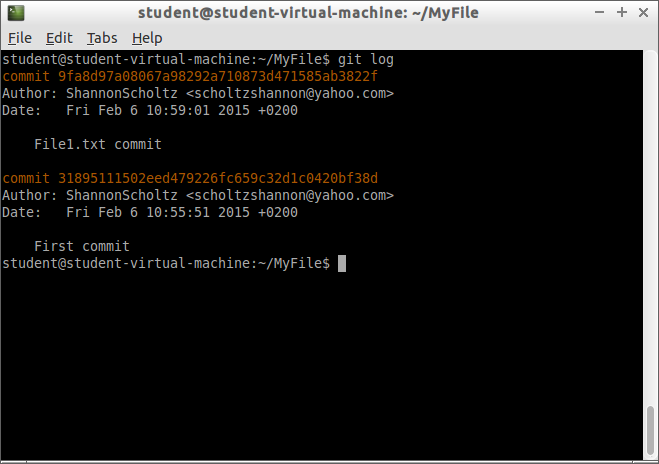 student@student-virtual-machine: ~/MyFile
File Edit Tabs Help
student@student-virtual-machine:~/MyFile$ git log
commit 9fa8d97a08067a98292a710873d471585ab3822f
Author: ShannonScholtz <scholtzshannon@yahoo.com>
Date:   Fri Feb 6 10:59:01 2015 +0200
    File1.txt commit
commit 31895111502eed479226fc659c32d1c0420bf38d
Author: ShannonScholtz <scholtzshannon@yahoo.com>
Date:   Fri Feb 6 10:55:51 2015 +0200
    First commit
student@student-virtual-machine:~/MyFile$